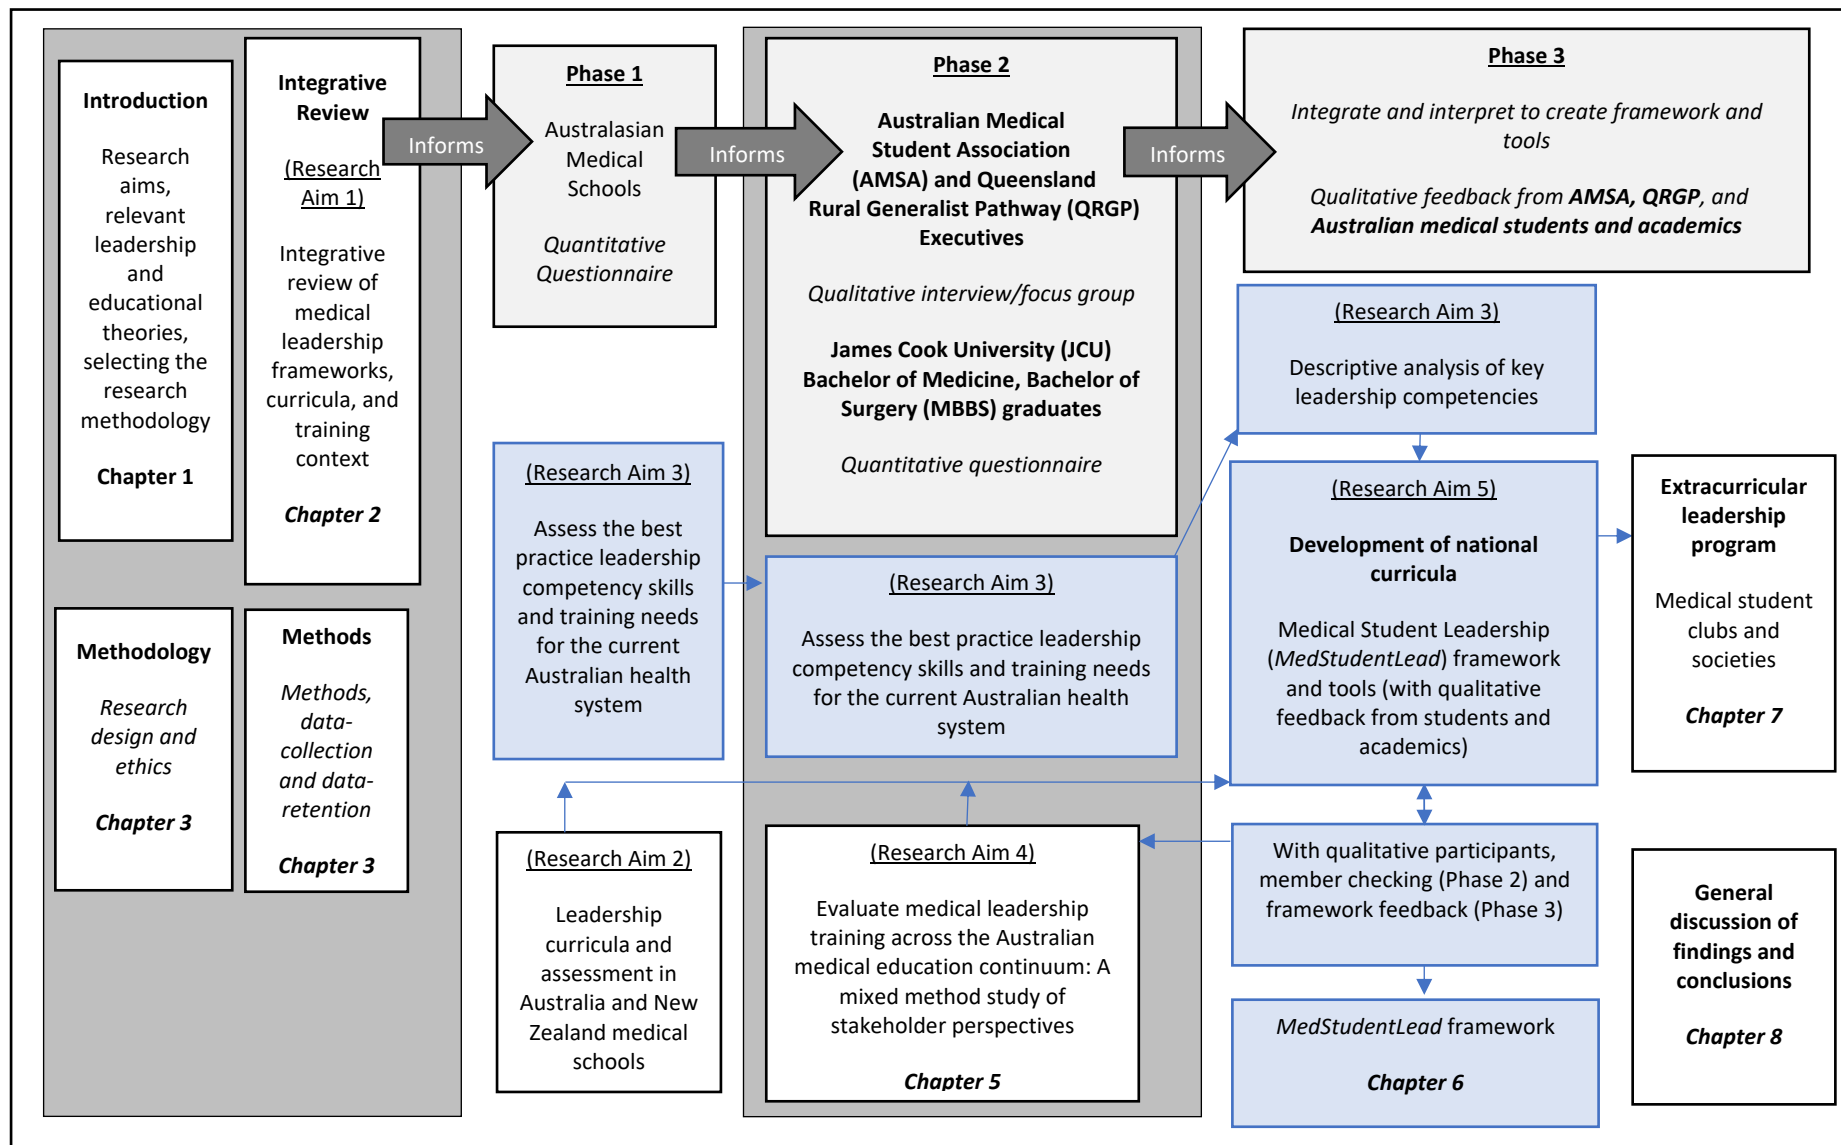 Introduction
Research
aims,
relevant
leadership
and
educational
theories,
selecting the
research
methodology
Chapter 1
Integrative
Review
(Research
Aim 1)
Integrative
review of
medical
leadership
frameworks,
curricula, and
training
context
Chapter 2
Methodology
Research
design and
ethics
Chapter 3
Methods
Methods,
data-
collection
and data-
retention
Chapter 3
Informs
Phase 1
Australasian
Medical
Schools
Quantitative
Questionnaire
Informs
Phase 2
Australian Medical
Student Association
(AMSA) and Queensland
Rural Generalist Pathway (QRGP)
Executives
Qualitative interview/focus group
James Cook University (JCU)
Bachelor of Medicine, Bachelor of
Surgery (MBBS) graduates
Quantitative questionnaire
Informs
Phase 3
Integrate and interpret to create framework and
tools
Qualitative feedback from AMSA, QRGP, and
Australian medical students and academics
(Research Aim 3)
Assess the best
practice leadership
competency skills
and training needs
for the current
Australian health
system
(Research Aim 3)
Assess the best practice leadership
competency skills and training needs
for the current Australian health
system
(Research Aim 3)
Descriptive analysis of key
leadership competencies
(Research Aim 5)
Development of national
curricula
Medical Student Leadership
(MedStudentLead) framework
and tools (with qualitative
feedback from students and
academics)
Extracurricular
leadership
program
Medical student
clubs and
societies
Chapter 7
(Research Aim 2)
Leadership
curricula and
assessment in
Australia and New
Zealand medical
schools
(Research Aim 4)
Evaluate medical leadership
training across the Australian
medical education continuum: A
mixed method study of
stakeholder perspectives
Chapter 5
With qualitative participants,
member checking (Phase 2) and
framework feedback (Phase 3)
MedStudentLead framework
Chapter 6
General
discussion of
findings and
conclusions
Chapter 8